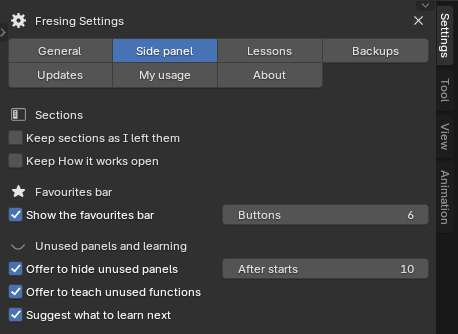 Fresing Settings
General Side panel Lessons Backups
Updates My usage About
Sections
Keep sections as I left them
Keep How it works open
Favourites bar
Show the favourites bar Buttons 6
Unused panels and learning
Offer to hide unused panels After starts 10
Offer to teach unused functions
Suggest what to learn next
Settings
Tool
View
Animation